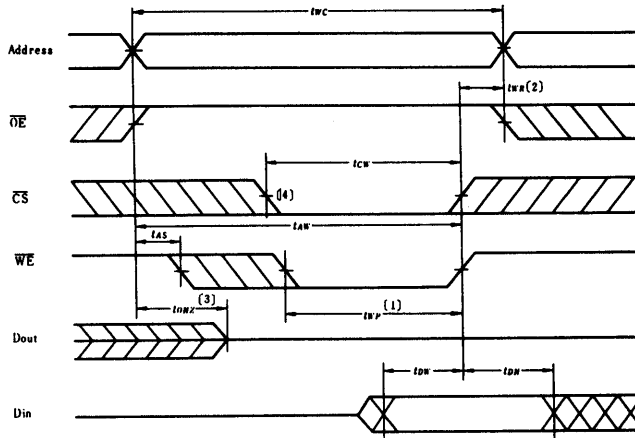 tWC
Address
tWR(2)
OE
tCW
CS
(4)
tAW
tAS
WE
(3)
tOHZ
(1)
tWP
Dout
tDW
tDH
Din